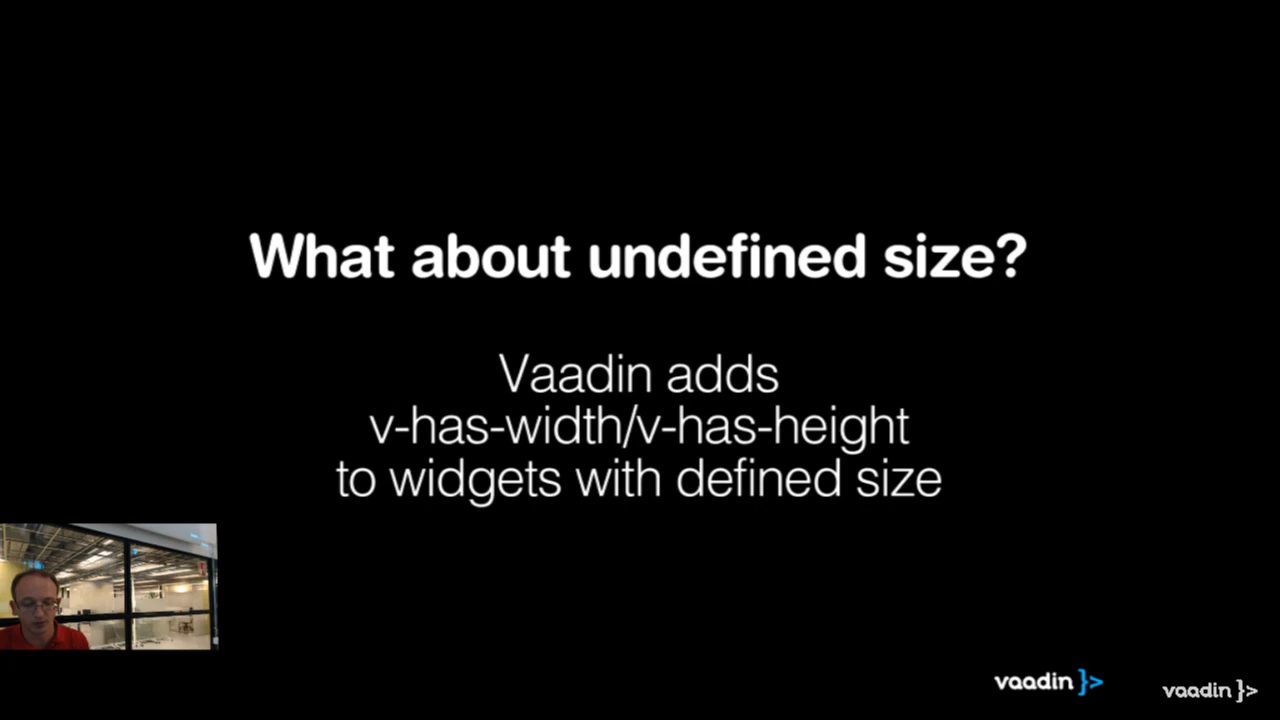 What about undefined size?
Vaadin adds
v-has-width/v-has-height
to widgets with defined size
vaadin }>
vaadin }>